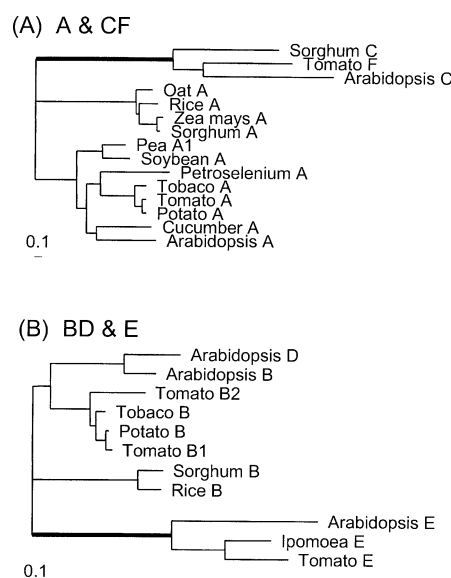 (A) A & CF
Sorghum C
Tomato F
Arabidopsis C
Oat A
Rice A
Zea mays A
Sorghum A
Pea A1
Soybean A
Petroselenium A
Tobaco A
Tomato A
Potato A
Cucumber A
Arabidopsis A
0.1
(B) BD & E
Arabidopsis D
Arabidopsis B
Tomato B2
Tobaco B
Potato B
Tomato B1
Sorghum B
Rice B
Arabidopsis E
Ipomoea E
Tomato E
0.1